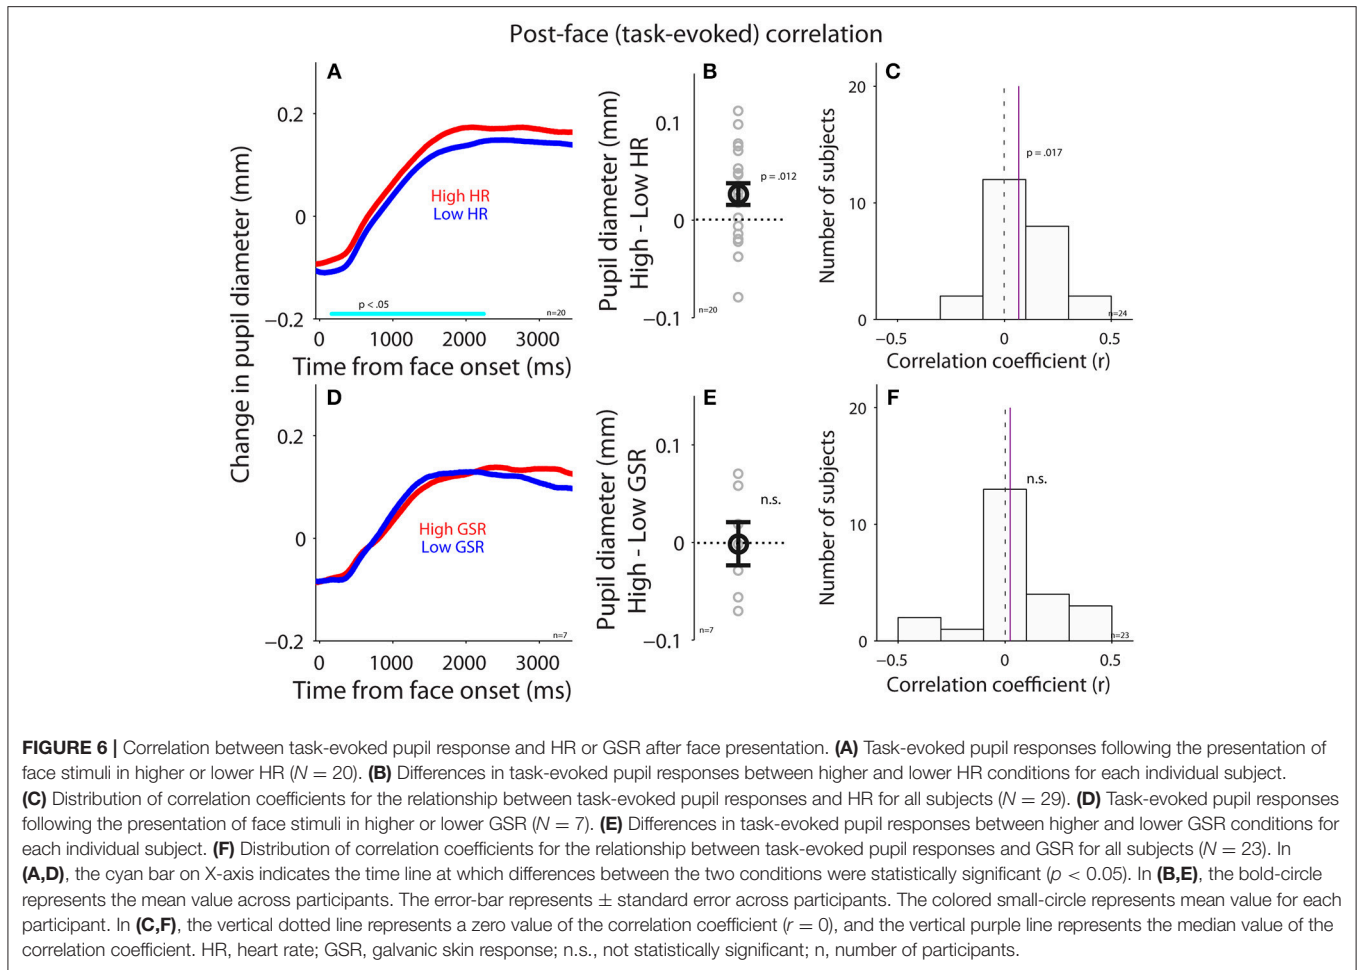 Post-face (task-evoked) correlation
A
Change in pupil diameter (mm)
0.2
0
−0.2
High HR
Low HR
p < .05
n=20
0
1000
2000
3000
Time from face onset (ms)
B
Pupil diameter (mm)
High - Low HR
0.1
0
−0.1
p = .012
n=20
C
Number of subjects
20
10
0
p = .017
n=24
−0.5
0
0.5
Correlation coefficient (r)
D
0.2
0
−0.2
High GSR
Low GSR
n=7
0
1000
2000
3000
Time from face onset (ms)
E
Pupil diameter (mm)
High - Low GSR
0.1
0
−0.1
n.s.
n=7
F
Number of subjects
20
10
0
n.s.
n=23
−0.5
0
0.5
Correlation coefficient (r)
FIGURE 6 | Correlation between task-evoked pupil response and HR or GSR after face presentation. (A) Task-evoked pupil responses following the presentation of
face stimuli in higher or lower HR (N = 20). (B) Differences in task-evoked pupil responses between higher and lower HR conditions for each individual subject.
(C) Distribution of correlation coefficients for the relationship between task-evoked pupil responses and HR for all subjects (N = 29). (D) Task-evoked pupil responses
following the presentation of face stimuli in higher or lower GSR (N = 7). (E) Differences in task-evoked pupil responses between higher and lower GSR conditions for
each individual subject. (F) Distribution of correlation coefficients for the relationship between task-evoked pupil responses and GSR for all subjects (N = 23). In
(A,D), the cyan bar on X-axis indicates the time line at which differences between the two conditions were statistically significant (p < 0.05). In (B,E), the bold-circle
represents the mean value across participants. The error-bar represents ± standard error across participants. The colored small-circle represents mean value for each
participant. In (C,F), the vertical dotted line represents a zero value of the correlation coefficient (r = 0), and the vertical purple line represents the median value of the
correlation coefficient. HR, heart rate; GSR, galvanic skin response; n.s., not statistically significant; n, number of participants.